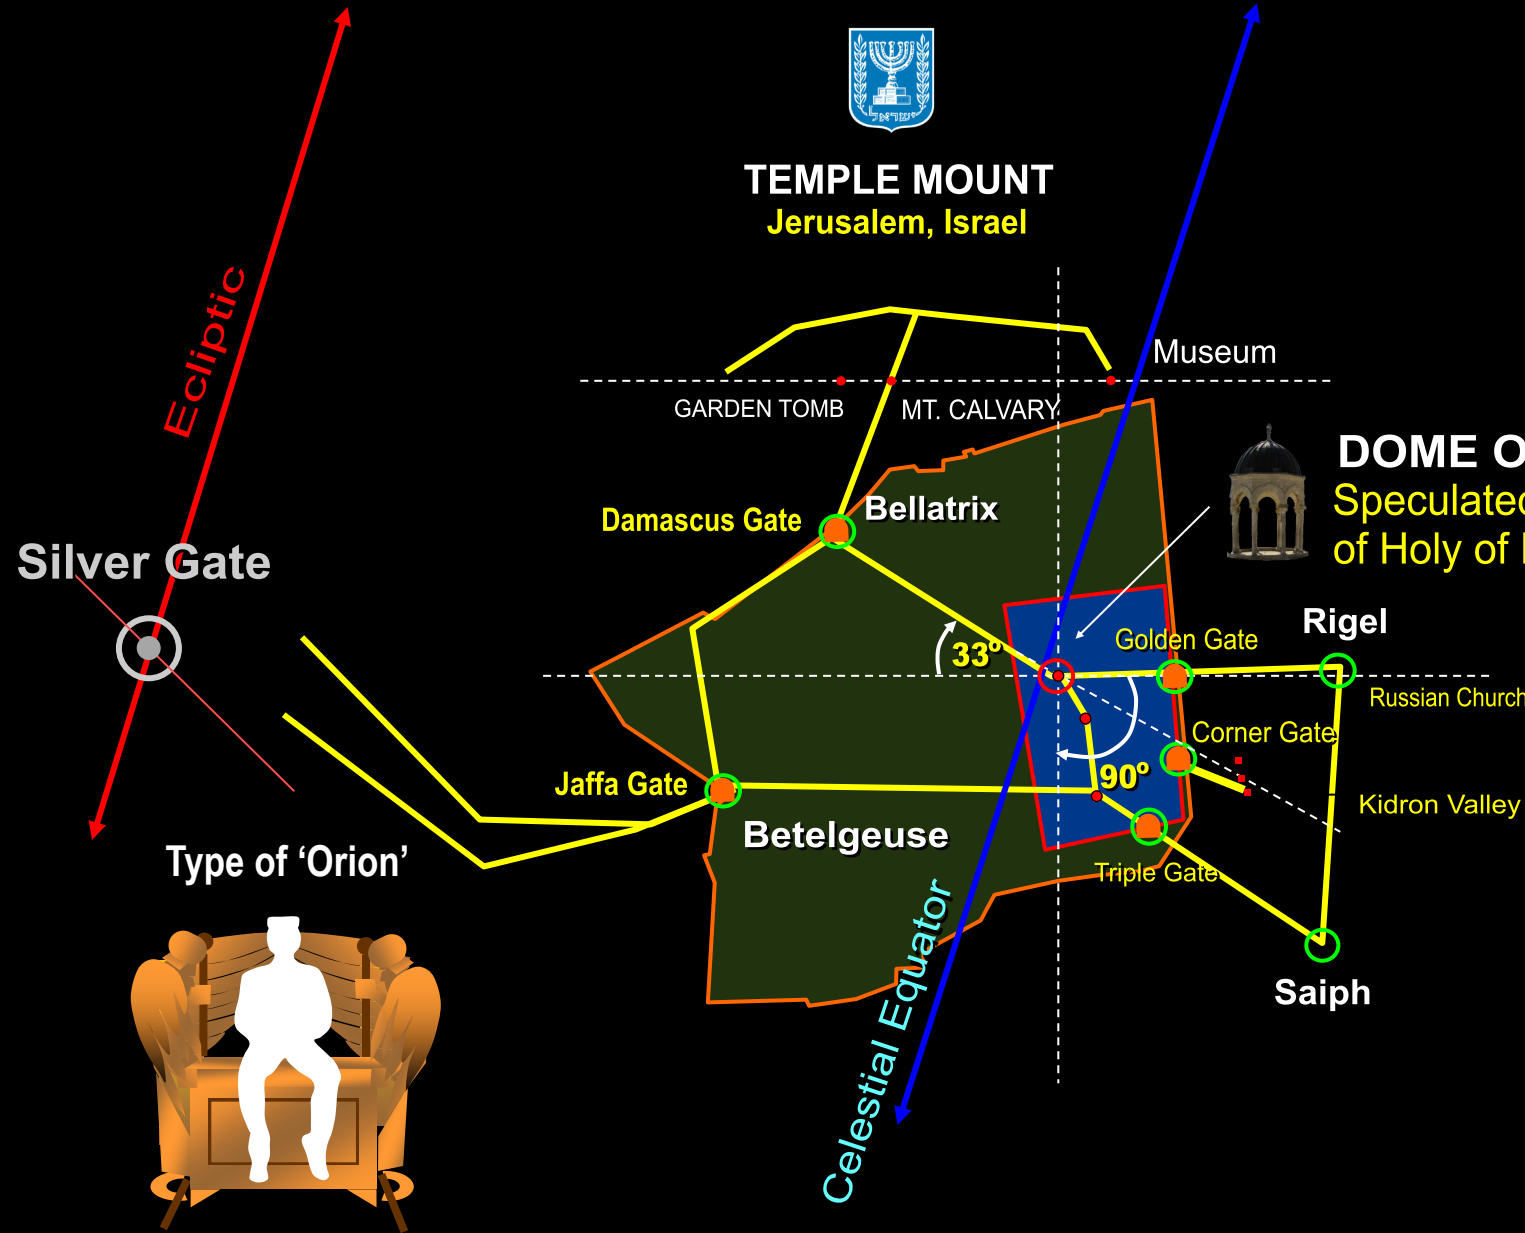 ישראל
TEMPLE MOUNT
Jerusalem, Israel
Ecliptic
Museum
GARDEN TOMB
MT. CALVARY
DOME O
Speculated
of Holy of
Damascus Gate
Bellatrix
Silver Gate
Golden Gate
Rigel
33º
Russian Church
Corner Gate
90º
Jaffa Gate
Kidron Valley
Betelgeuse
Type of ‘Orion’
Triple Gate
Celestial Equator
Saiph